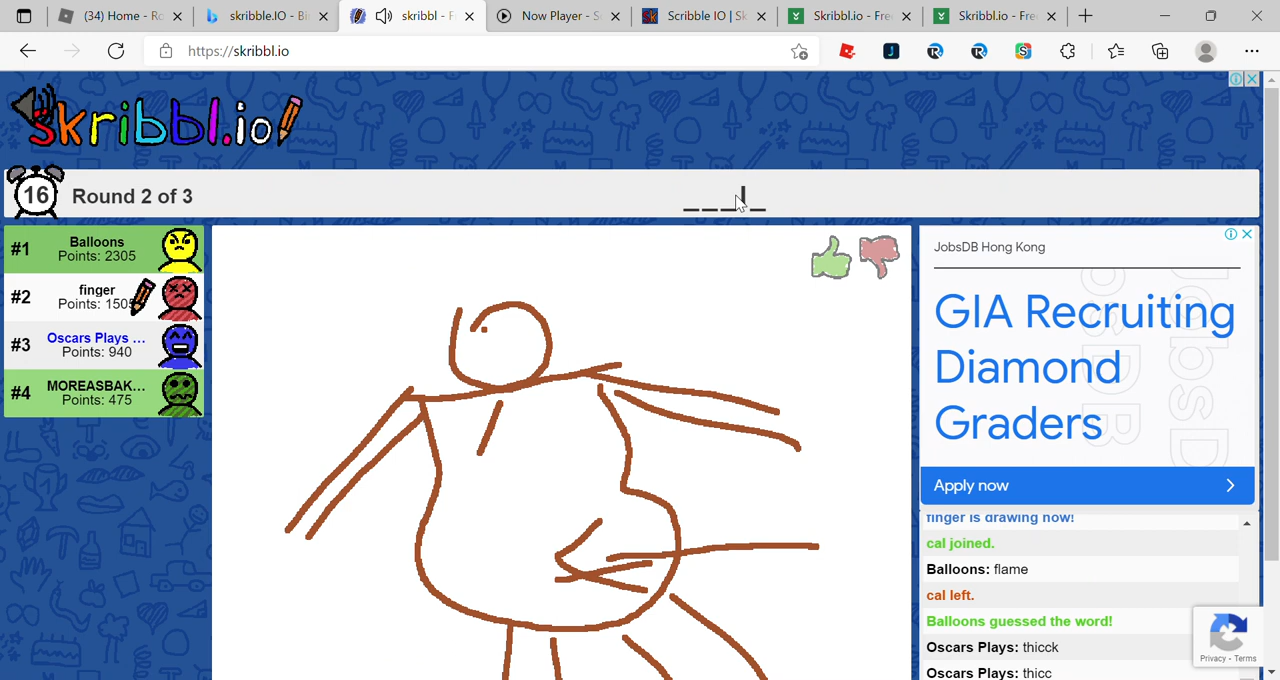 (34) Home - Ro
skribble.IO - Bi
skribbl - F
Now Player - S
Scribble IO | Sk
Skribbl.io - Free
Skribbl.io - Free
https://skribbl.io
skribbl.io
16
Round 2 of 3
_ _ _ l _
#1
Balloons
Points: 2305
#2
finger
Points: 1505
#3
Oscars Plays ...
Points: 940
#4
MOREASBAK...
Points: 475
JobsDB Hong Kong
GIA Recruiting
Diamond
Graders
Apply now
finger is drawing now!
cal joined.
Balloons: flame
cal left.
Balloons guessed the word!
Oscars Plays: thicck
Oscars Plays: thicc
Privacy - Terms